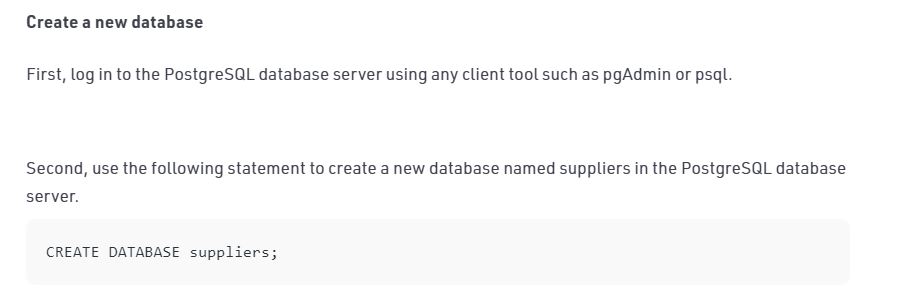 Create a new database
First, log in to the PostgreSQL database server using any client tool such as pgAdmin or psql.
Second, use the following statement to create a new database named suppliers in the PostgreSQL database
server.
CREATE DATABASE suppliers;